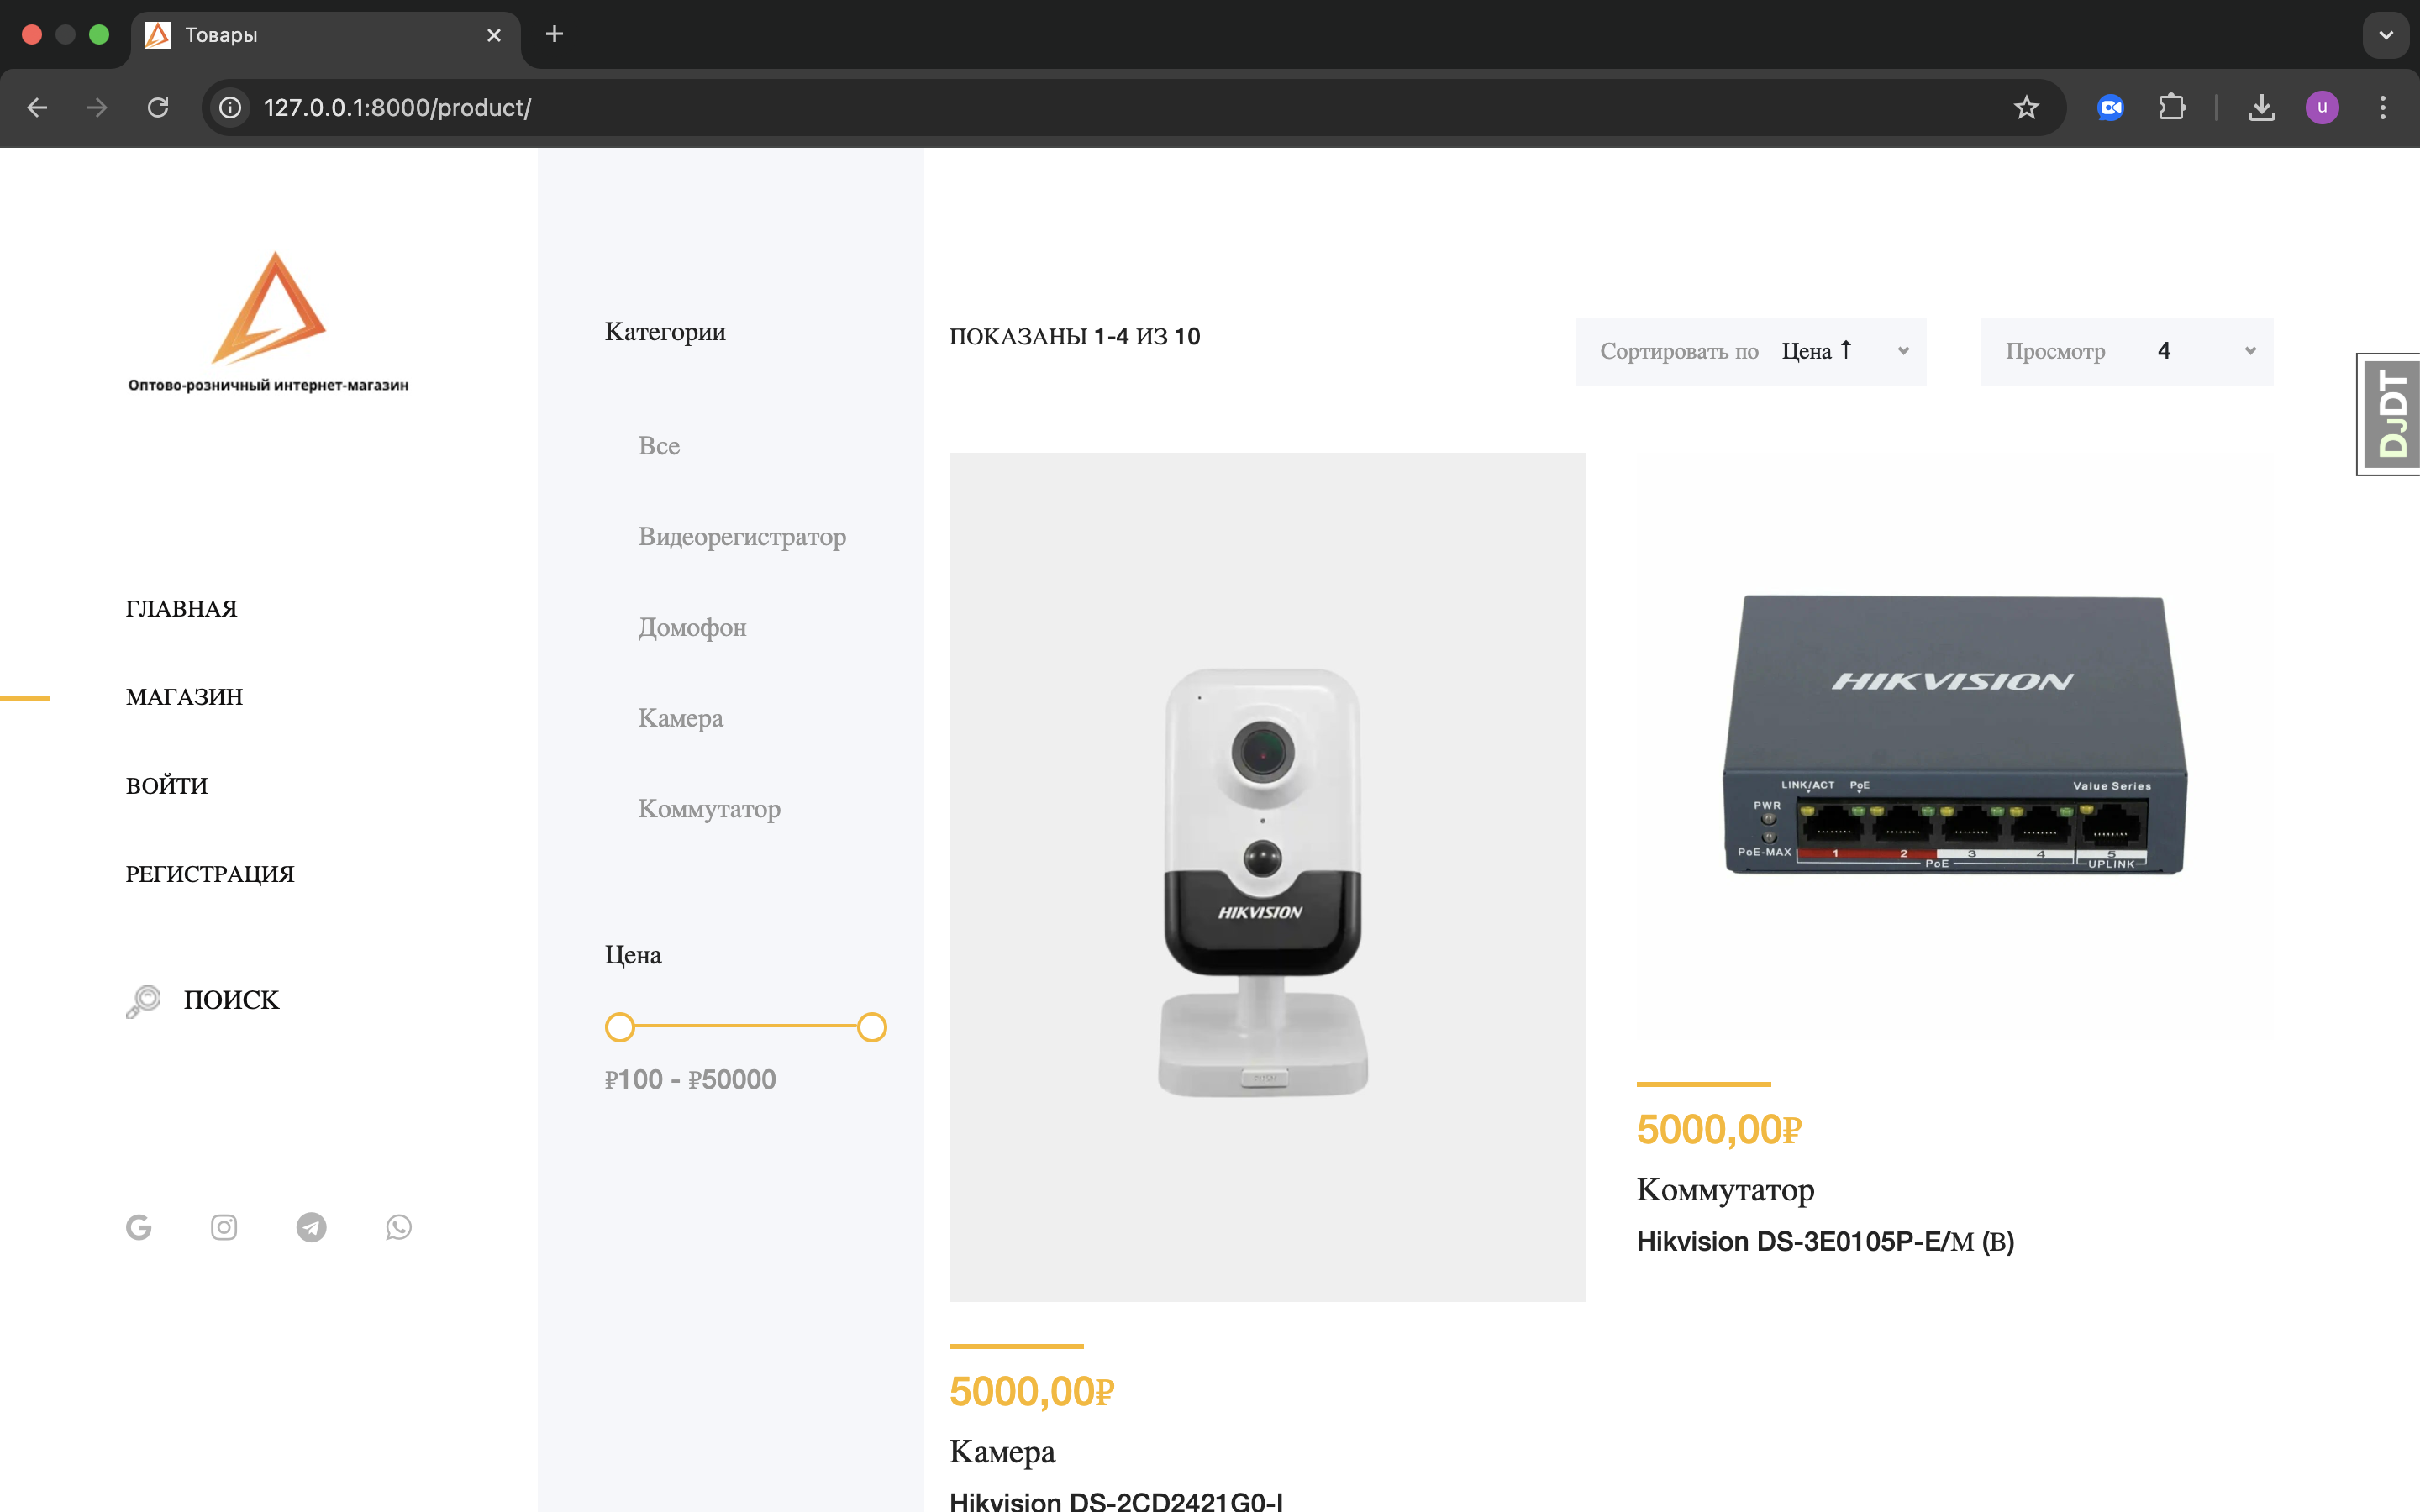 Товары
127.0.0.1:8000/product/
u
Оптово-розничный интернет-магазин
ГЛАВНАЯ
МАГАЗИН
ВОЙТИ
РЕГИСТРАЦИЯ
ПОИСК
Категории
Все
Видеорегистратор
Домофон
Камера
Коммутатор
Цена
₽100 - ₽50000
ПОКАЗАНЫ 1-4 ИЗ 10
Сортировать по Цена ↑
Просмотр 4
DJDT
HIKVISION
PUSH
5000,00₽
Камера
Hikvision DS-2CD2421G0-I
HIKVISION
LINK/ACT PoE Value Series
PWR
PoE-MAX 1 2 3 4 5
PoE UPLINK
5000,00₽
Коммутатор
Hikvision DS-3E0105P-E/M (B)